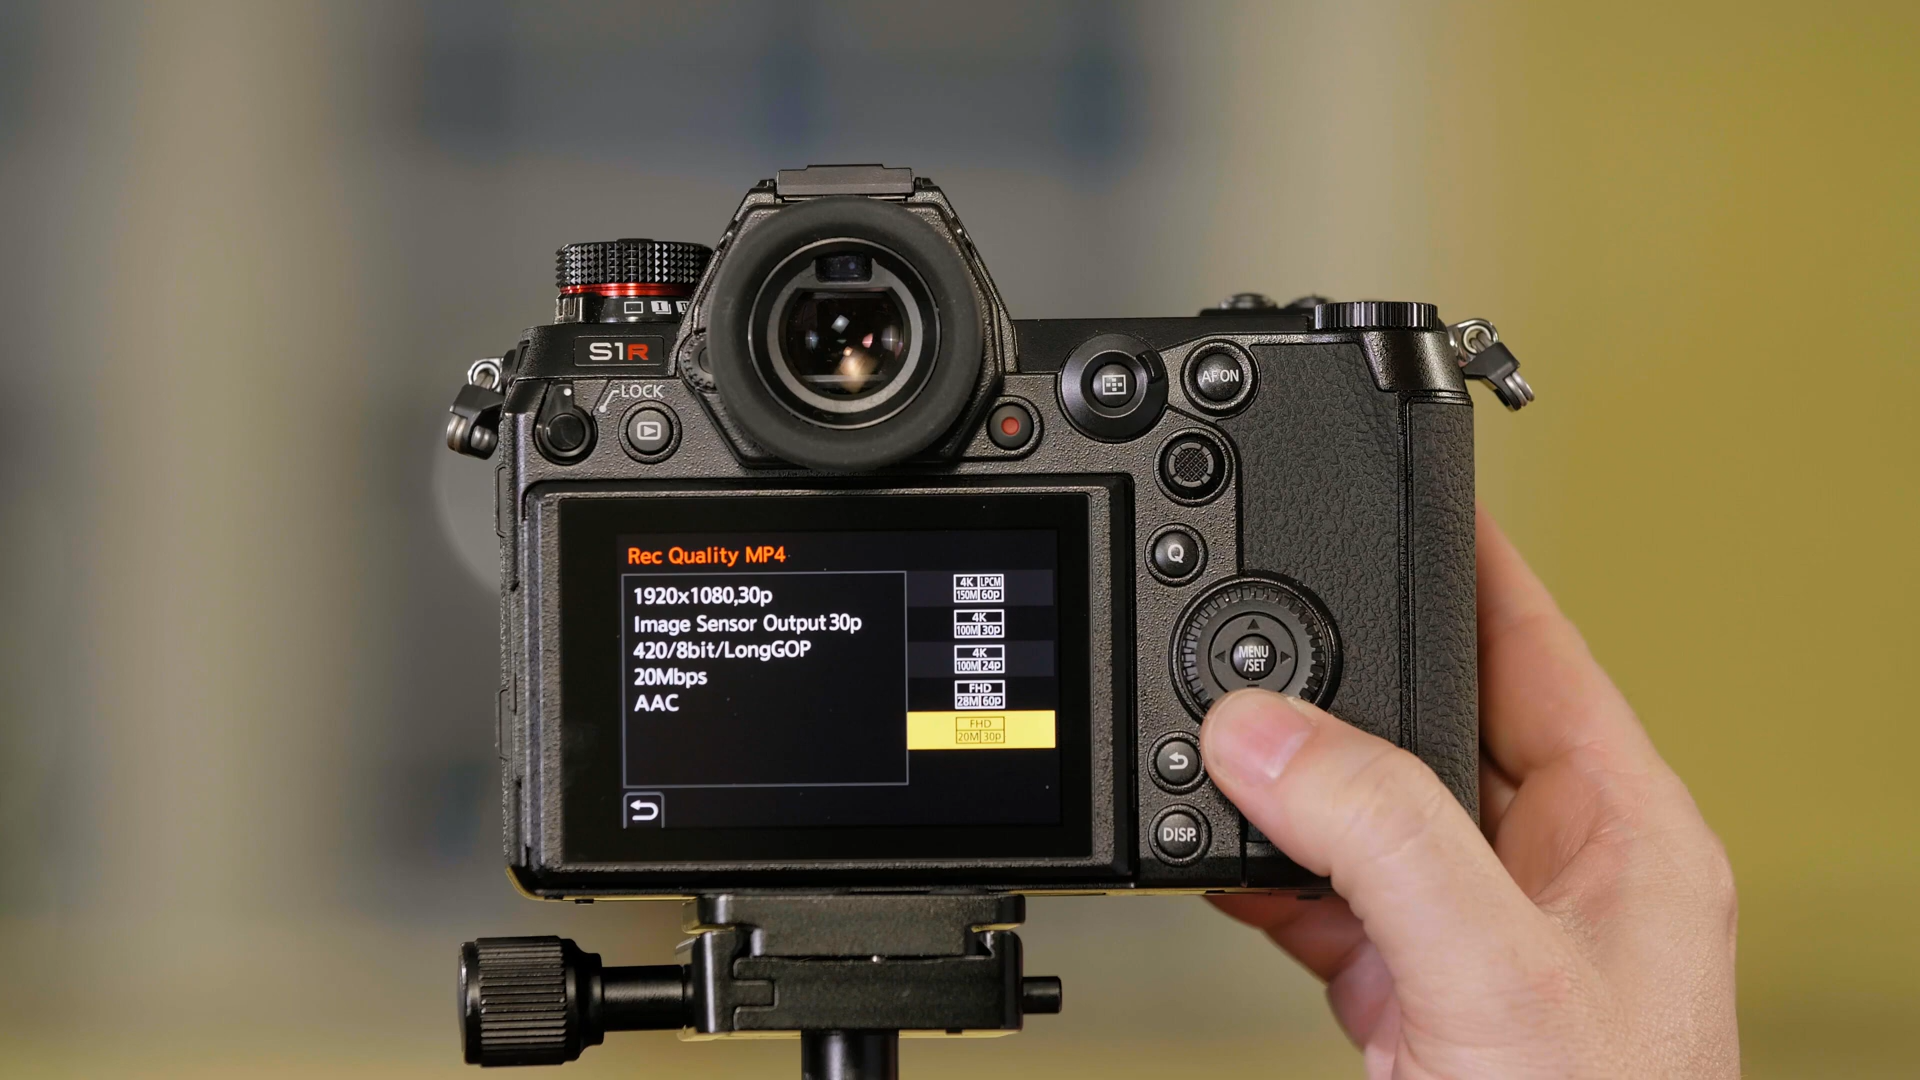 S1R
LOCK
AF ON
Q
MENU
/SET
DISP.
Rec Quality MP4
1920x1080,30p
Image Sensor Output 30p
420/8bit/LongGOP
20Mbps
AAC
4K LPCM
150M 60p
4K
100M 30p
4K
100M 24p
FHD
28M 60p
FHD
20M 30p